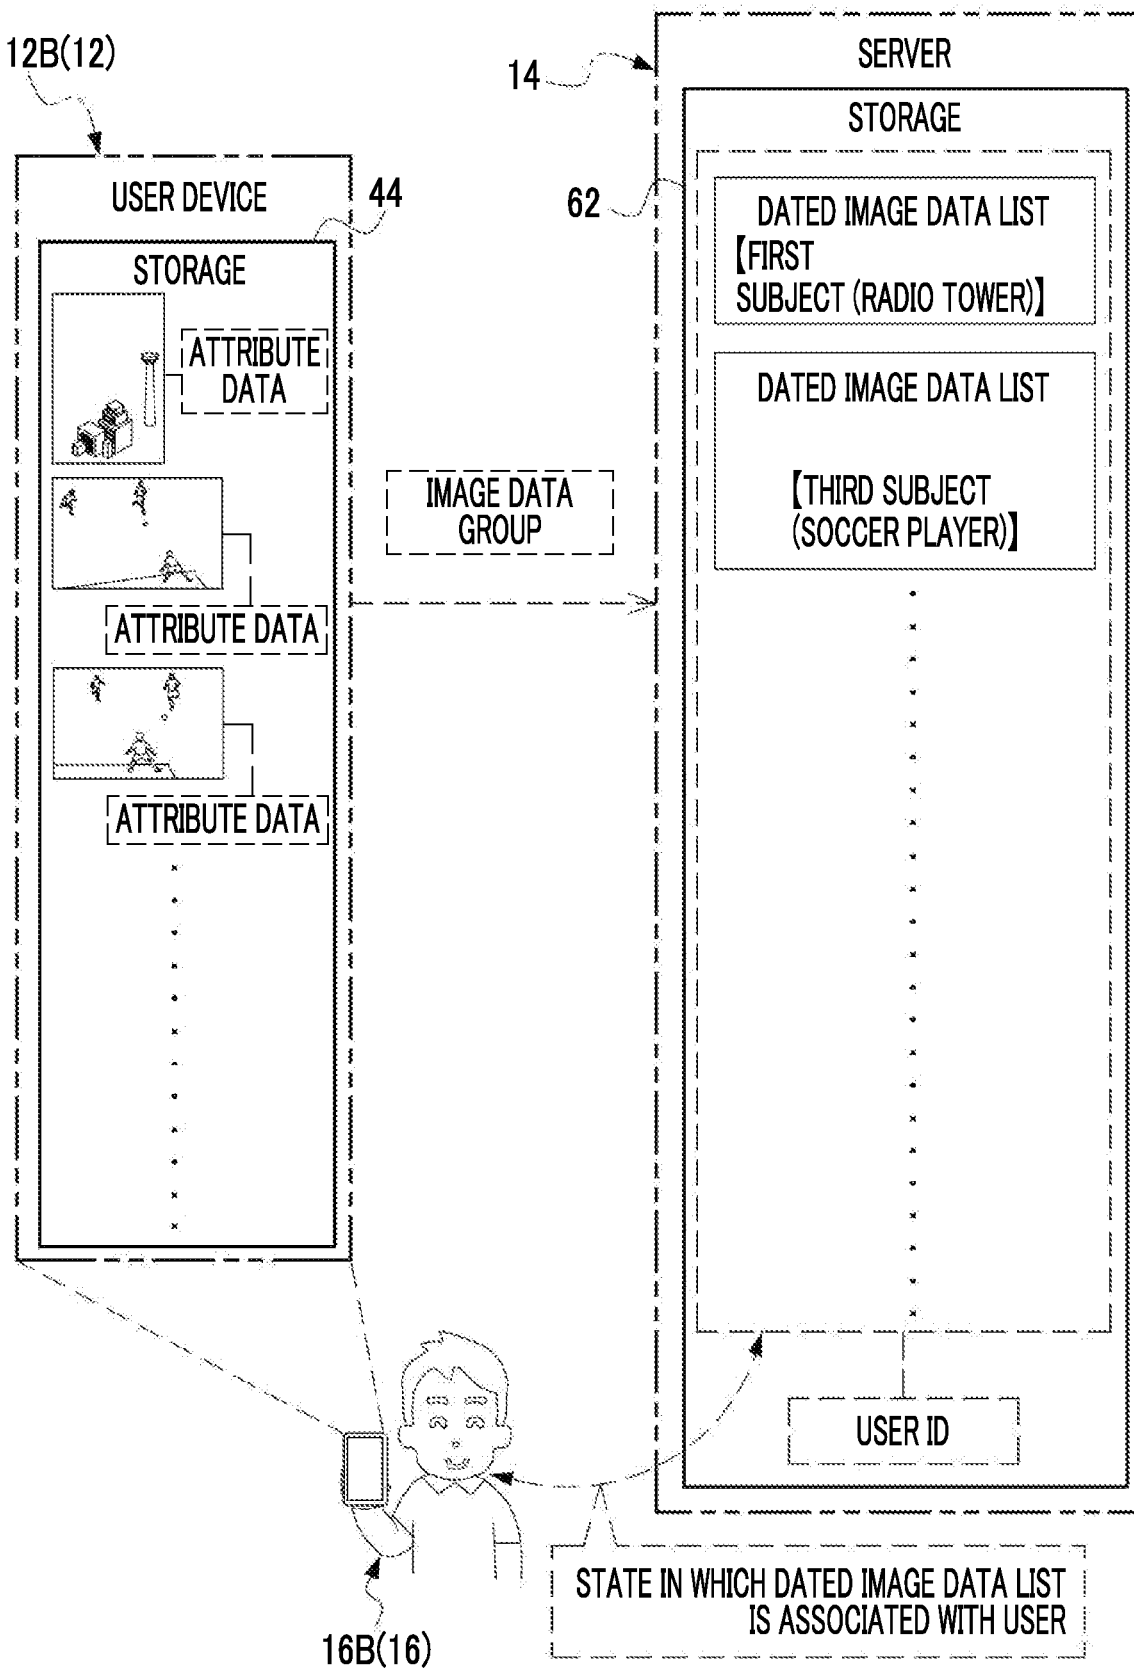 12B(12)
USER DEVICE
44
STORAGE
ATTRIBUTE
DATA
ATTRIBUTE DATA
ATTRIBUTE DATA
IMAGE DATA
GROUP
14
SERVER
STORAGE
62
DATED IMAGE DATA LIST
【FIRST
SUBJECT (RADIO TOWER)】
DATED IMAGE DATA LIST
【THIRD SUBJECT
(SOCCER PLAYER)】
USER ID
STATE IN WHICH DATED IMAGE DATA LIST
IS ASSOCIATED WITH USER
16B(16)